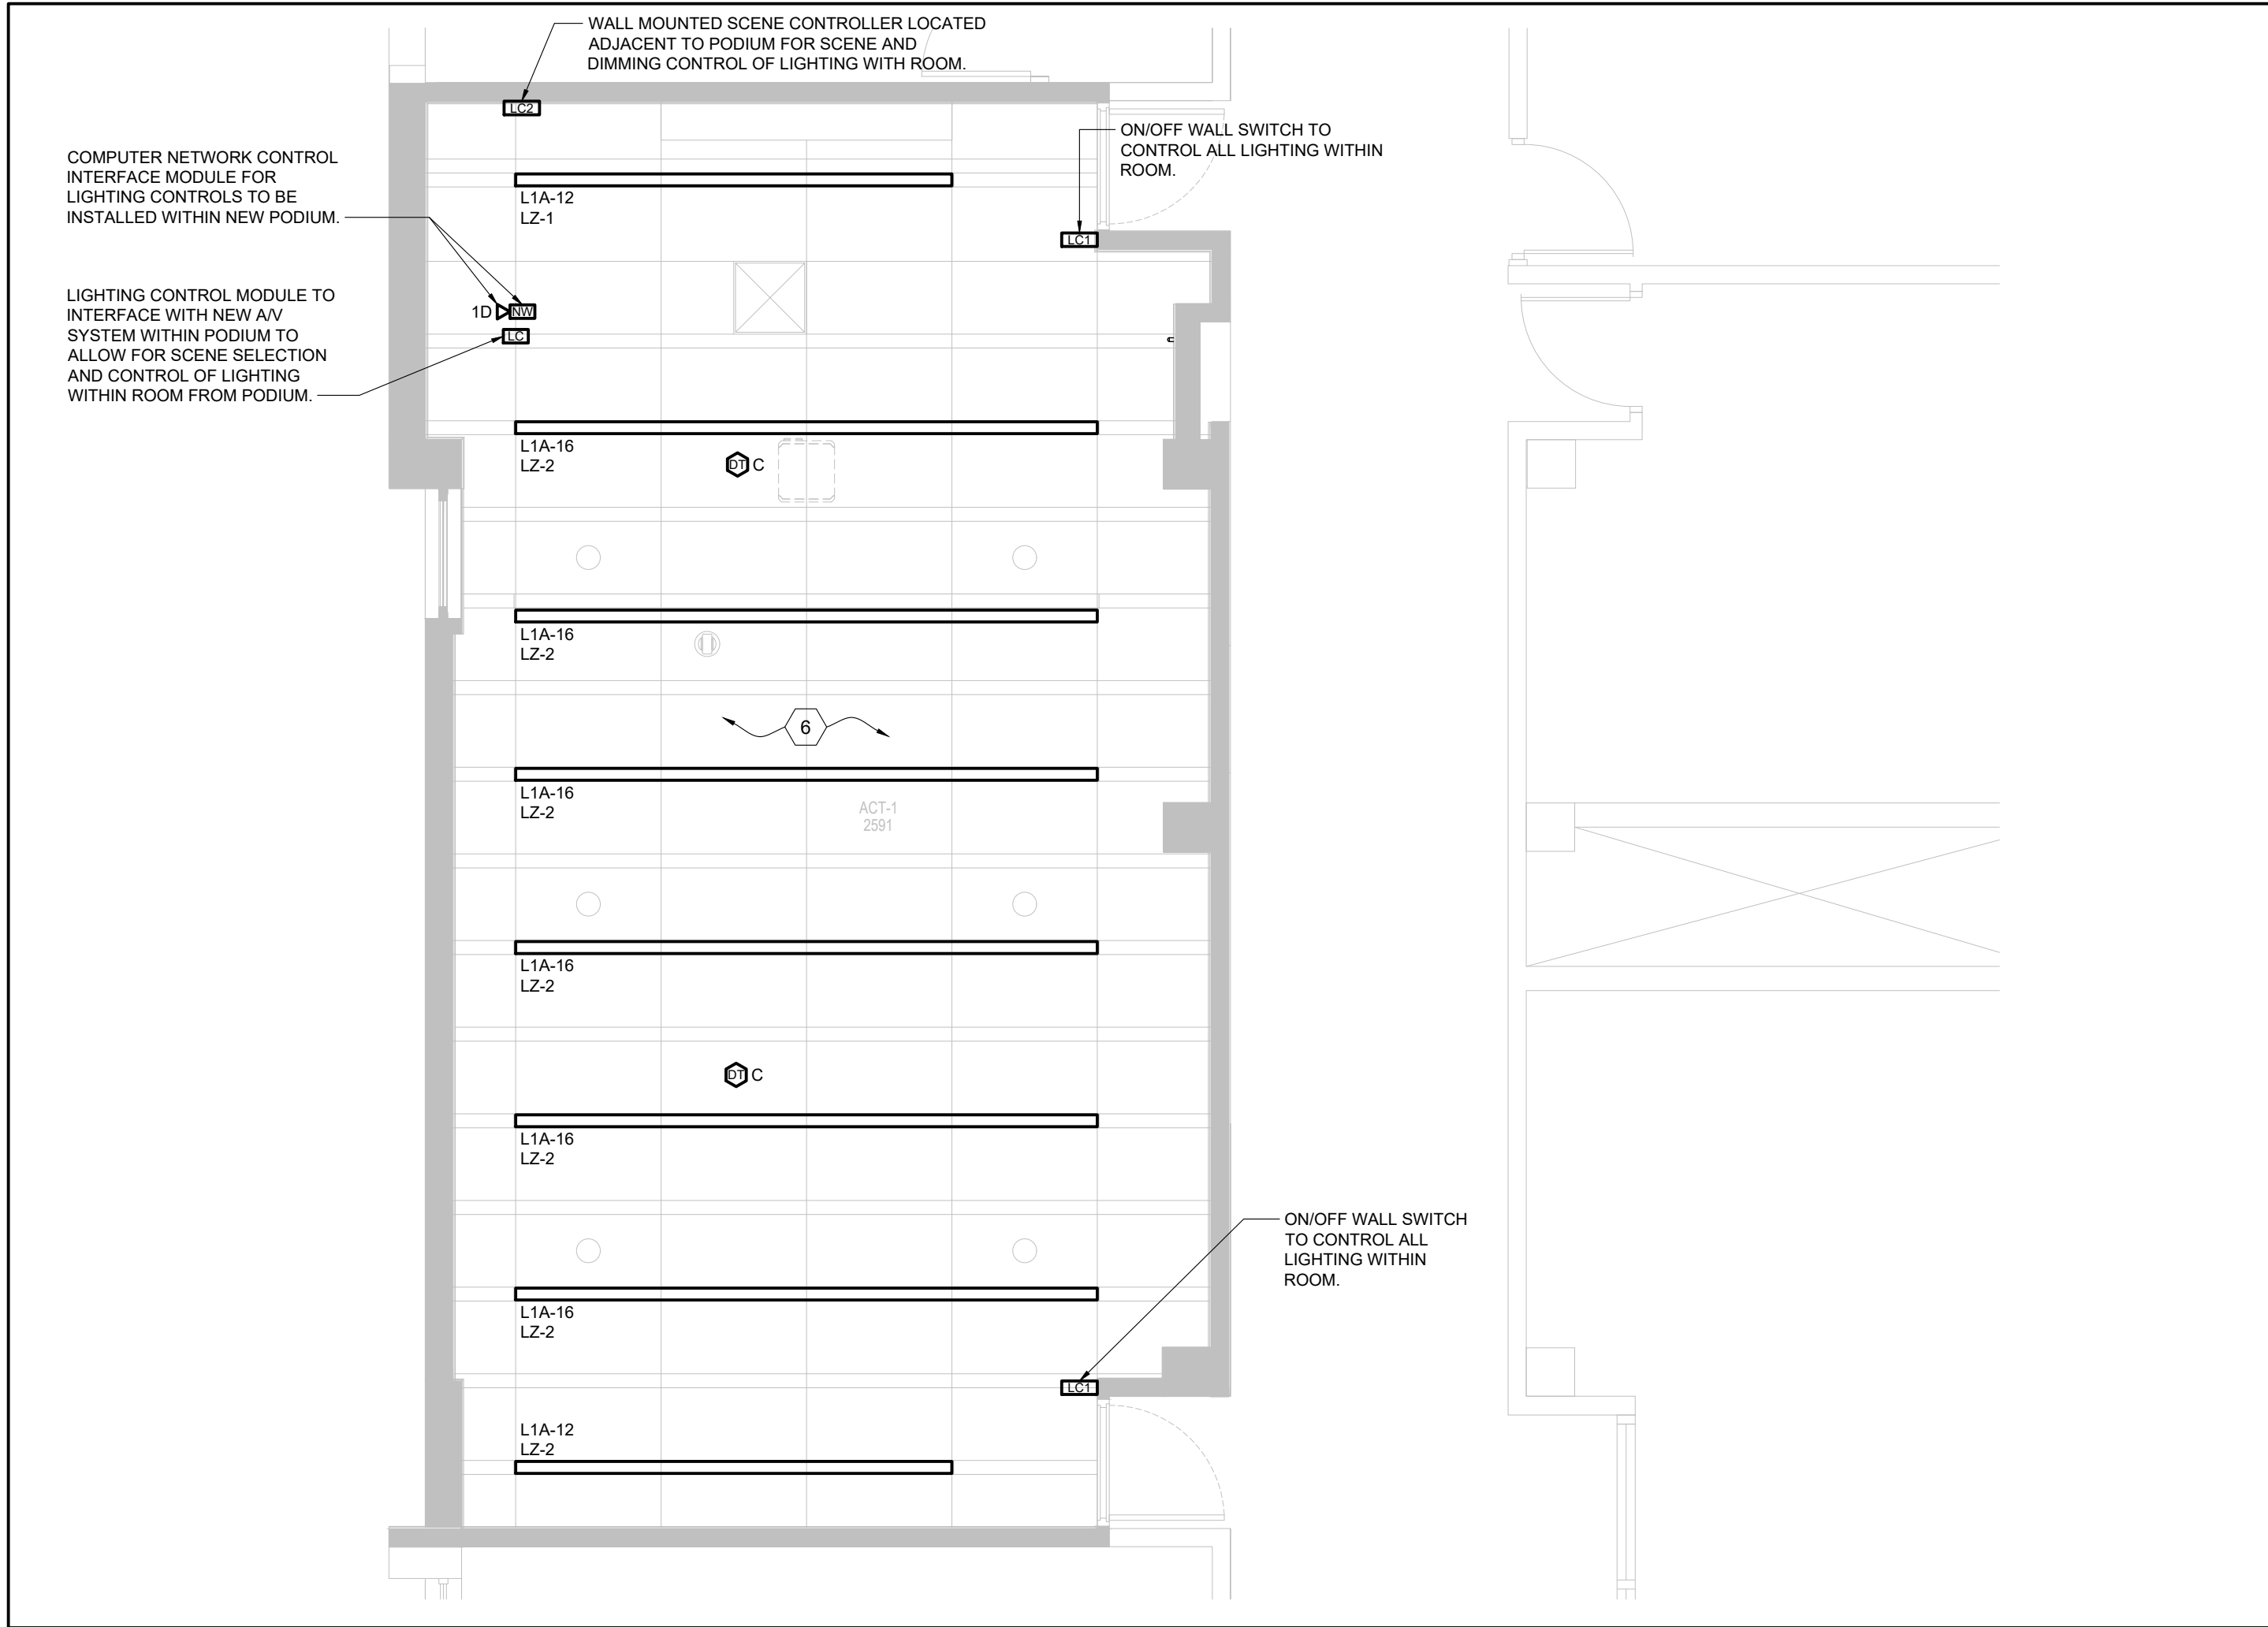 WALL MOUNTED SCENE CONTROLLER LOCATED
ADJACENT TO PODIUM FOR SCENE AND
DIMMING CONTROL OF LIGHTING WITH ROOM.
LC2
ON/OFF WALL SWITCH TO
CONTROL ALL LIGHTING WITHIN
ROOM.
COMPUTER NETWORK CONTROL
INTERFACE MODULE FOR
LIGHTING CONTROLS TO BE
INSTALLED WITHIN NEW PODIUM.
L1A-12
LZ-1
LC1
LIGHTING CONTROL MODULE TO
INTERFACE WITH NEW A/V
SYSTEM WITHIN PODIUM TO
ALLOW FOR SCENE SELECTION
AND CONTROL OF LIGHTING
WITHIN ROOM FROM PODIUM.
1D NW
LC
L1A-16
LZ-2
DT C
L1A-16
LZ-2
6
L1A-16
LZ-2
ACT-1
2591
L1A-16
LZ-2
DT C
L1A-16
LZ-2
ON/OFF WALL SWITCH
TO CONTROL ALL
LIGHTING WITHIN
ROOM.
L1A-16
LZ-2
LC1
L1A-12
LZ-2